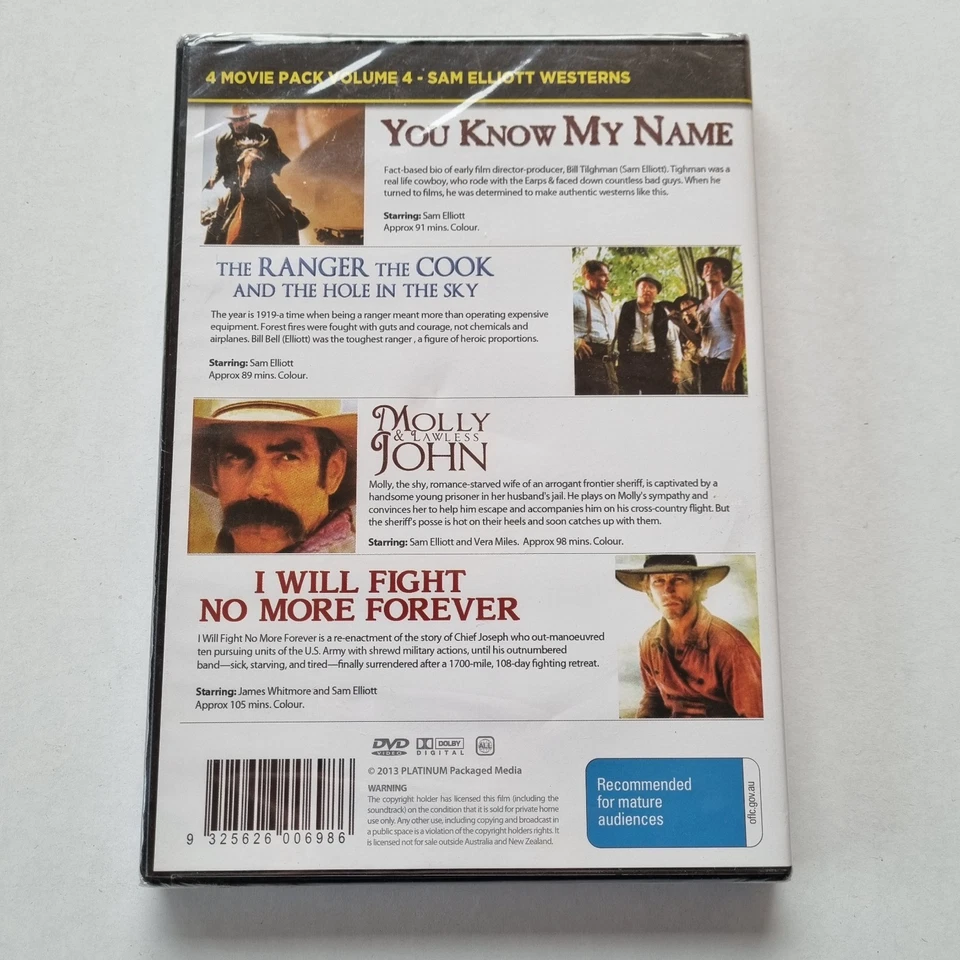 4 MOVIE PACK VOLUME 4 - SAM ELLIOTT WESTERNS
YOU KNOW MY NAME
Fact-based bio of early film director-producer, Bill Tilghman (Sam Elliott). Tighman was a
real life cowboy, who rode with the Earps & faced down countless bad guys. When he
turned to films, he was determined to make authentic westerns like this.
Starring: Sam Elliott
Approx 91 mins. Colour.
THE RANGER THE COOK
AND THE HOLE IN THE SKY
The year is 1919-a time when being a ranger meant more than operating expensive
equipment. Forest fires were fought with guts and courage, not chemicals and
airplanes. Bill Bell (Elliott) was the toughest ranger , a figure of heroic proportions.
Starring: Sam Elliott
Approx 89 mins. Colour.
MOLLY
& LAWLESS
JOHN
Molly, the shy, romance-starved wife of an arrogant frontier sheriff, is captivated by a
handsome young prisoner in her husband's jail. He plays on Molly's sympathy and
convinces her to help him escape and accompanies him on his cross-country flight. But
the sheriff's posse is hot on their heels and soon catches up with them.
Starring: Sam Elliott and Vera Miles. Approx 98 mins. Colour.
I WILL FIGHT
NO MORE FOREVER
I Will Fight No More Forever is a re-enactment of the story of Chief Joseph who out-manoeuvred
ten pursuing units of the U.S. Army with shrewd military actions, until his outnumbered
band—sick, starving, and tired—finally surrendered after a 1700-mile, 108-day fighting retreat.
Starring: James Whitmore and Sam Elliott
Approx 105 mins. Colour.
DVD VIDEO DOLBY DIGITAL ALL
© 2013 PLATINUM Packaged Media
WARNING
The copyright holder has licensed this film (including the
soundtrack) on the condition that it is sold for private home
use only. Any other use, including copying and broadcast in
a public space is a violation of the copyright holders rights. It
is licensed not for sale outside Australia and New Zealand.
9 325626 006986
Recommended
for mature
audiences
oflc.gov.au